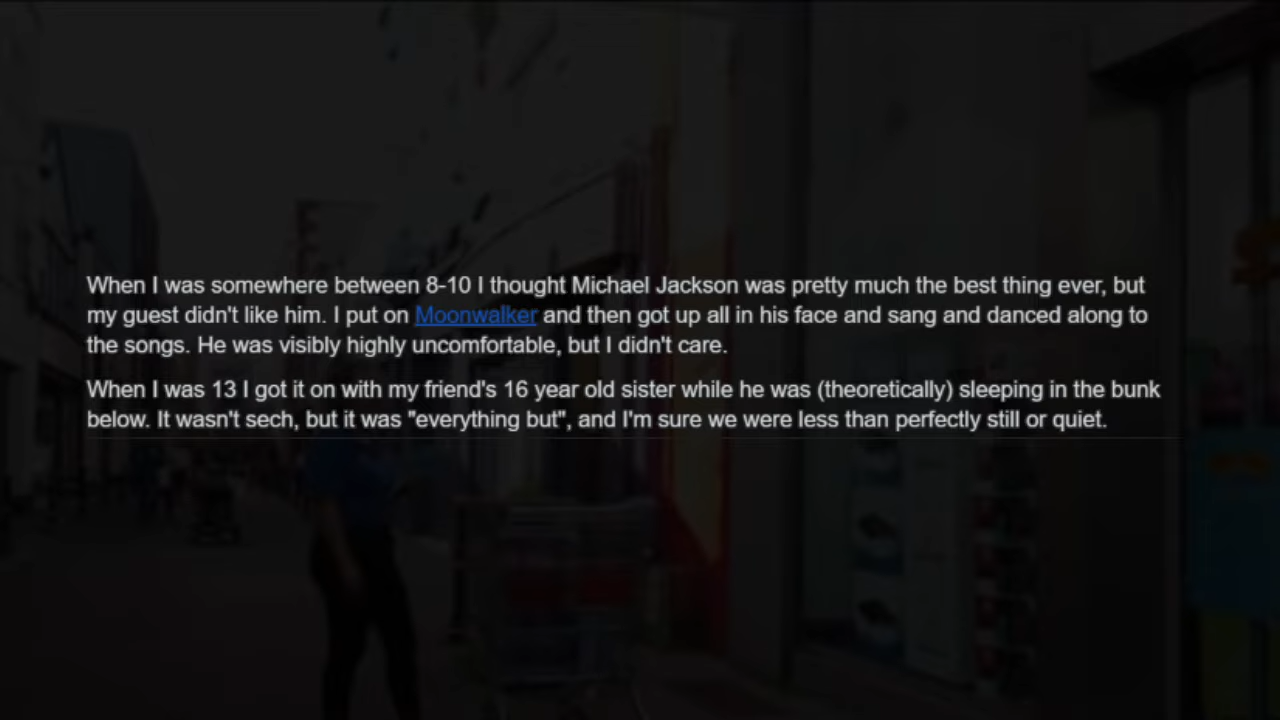 When I was somewhere between 8-10 I thought Michael Jackson was pretty much the best thing ever, but
my guest didn't like him. I put on Moonwalker and then got up all in his face and sang and danced along to
the songs. He was visibly highly uncomfortable, but I didn't care.
When I was 13 I got it on with my friend's 16 year old sister while he was (theoretically) sleeping in the bunk
below. It wasn't sech, but it was "everything but", and I'm sure we were less than perfectly still or quiet.